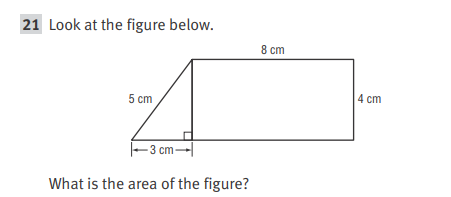 21 Look at the figure below.
8 cm
5 cm
4 cm
3 cm
What is the area of the figure?